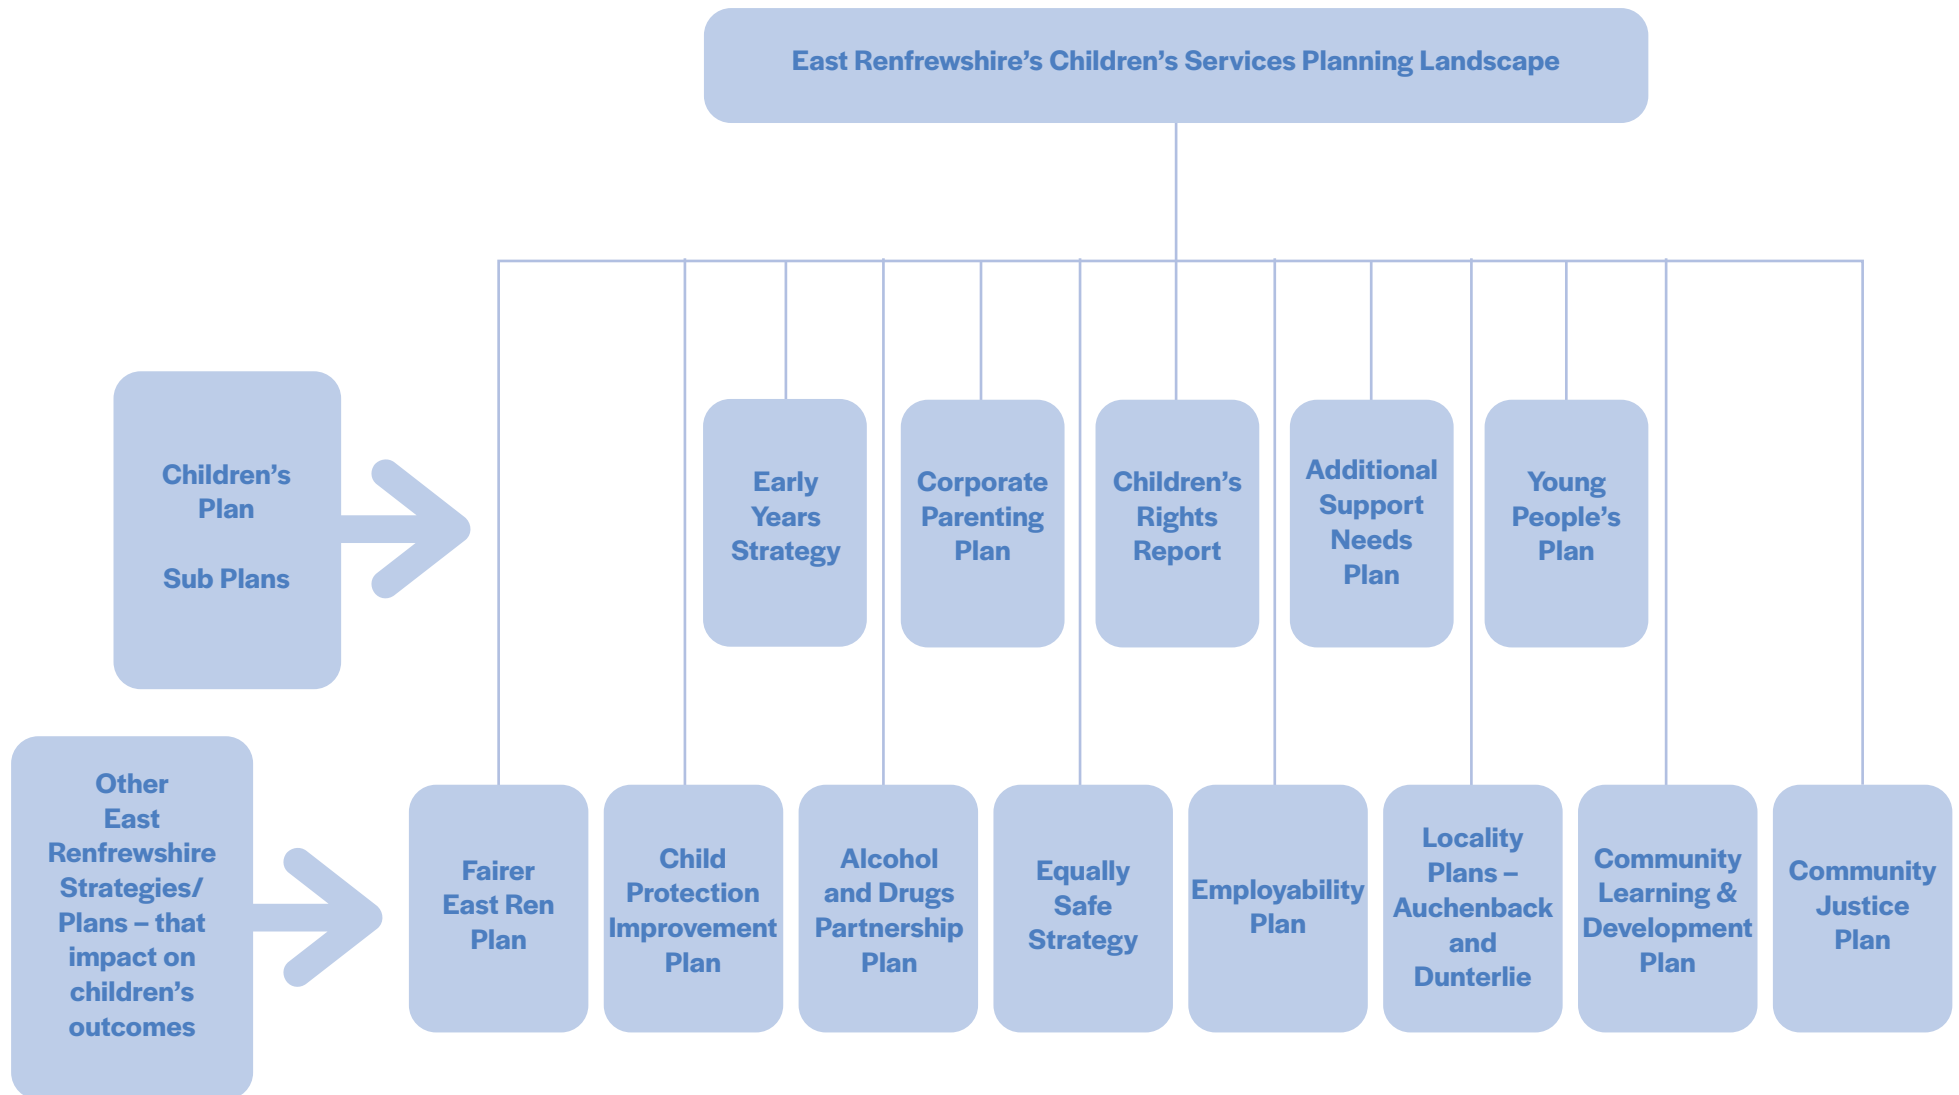 East Renfrewshire’s Children’s Services Planning Landscape
Children’s
Plan
Sub Plans
Early
Years
Strategy
Corporate
Parenting
Plan
Children’s
Rights
Report
Additional
Support
Needs
Plan
Young
People’s
Plan
Other
East
Renfrewshire
Strategies/
Plans – that
impact on
children’s
outcomes
Fairer
East Ren
Plan
Child
Protection
Improvement
Plan
Alcohol
and Drugs
Partnership
Plan
Equally
Safe
Strategy
Employability
Plan
Locality
Plans –
Auchenback
and
Dunterlie
Community
Learning &
Development
Plan
Community
Justice
Plan